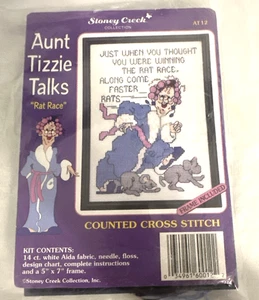 Stoney Creek
COLLECTION
AT12
Aunt
Tizzie
Talks
"Rat Race"
JUST WHEN YOU THOUGHT
YOU WERE WINNING
THE RAT RACE,
ALONG COME
FASTER
RATS
FRAME INCLUDED
COUNTED CROSS STITCH
KIT CONTENTS:
14 ct. white Aida fabric, needle, floss,
design chart, complete instructions
and a 5" x 7" frame.
©Stoney Creek Collection, Inc.